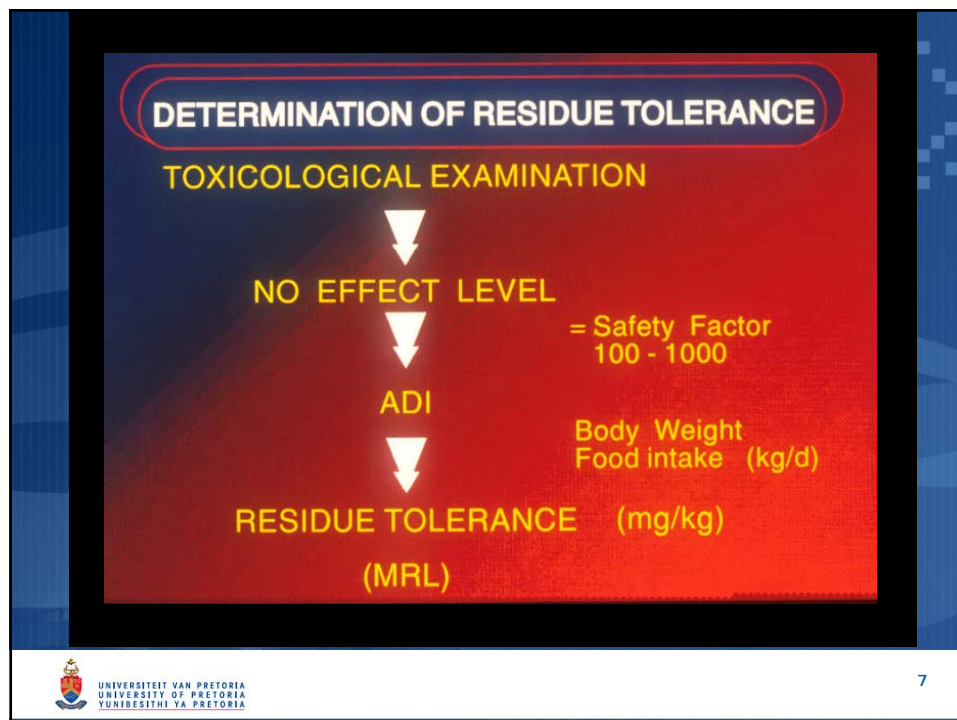 DETERMINATION OF RESIDUE TOLERANCE
TOXICOLOGICAL EXAMINATION
NO EFFECT LEVEL
= Safety Factor
100 - 1000
ADI
Body Weight
Food intake (kg/d)
RESIDUE TOLERANCE (mg/kg)
(MRL)
UNIVERSITEIT VAN PRETORIA
UNIVERSITY OF PRETORIA
YUNIBESITHI YA PRETORIA
7